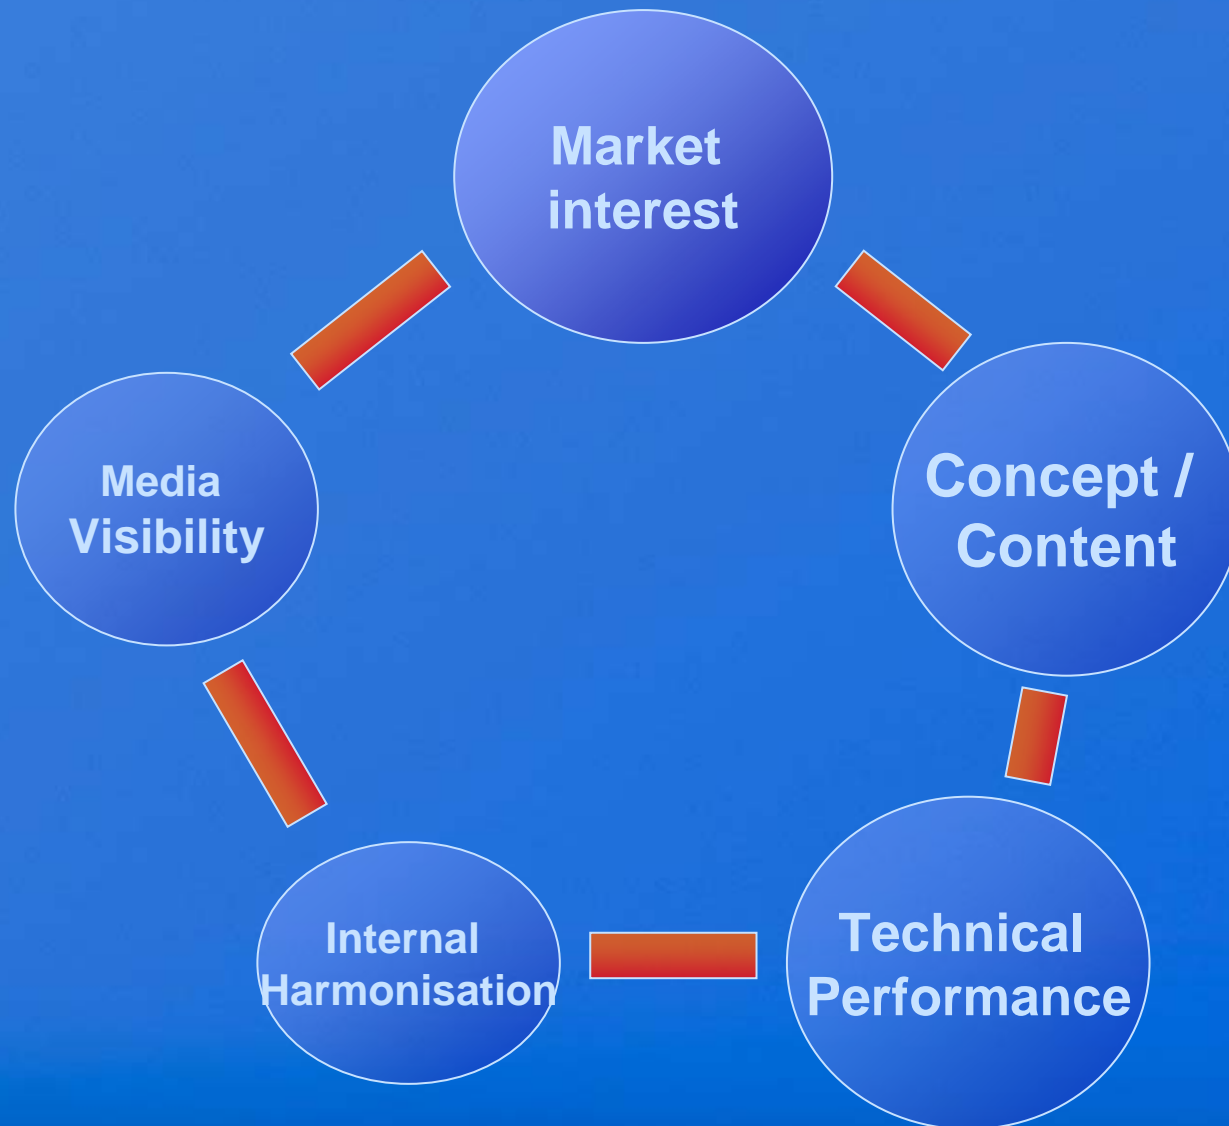 Market
interest
Concept /
Content
Technical
Performance
Internal
Harmonisation
Media
Visibility